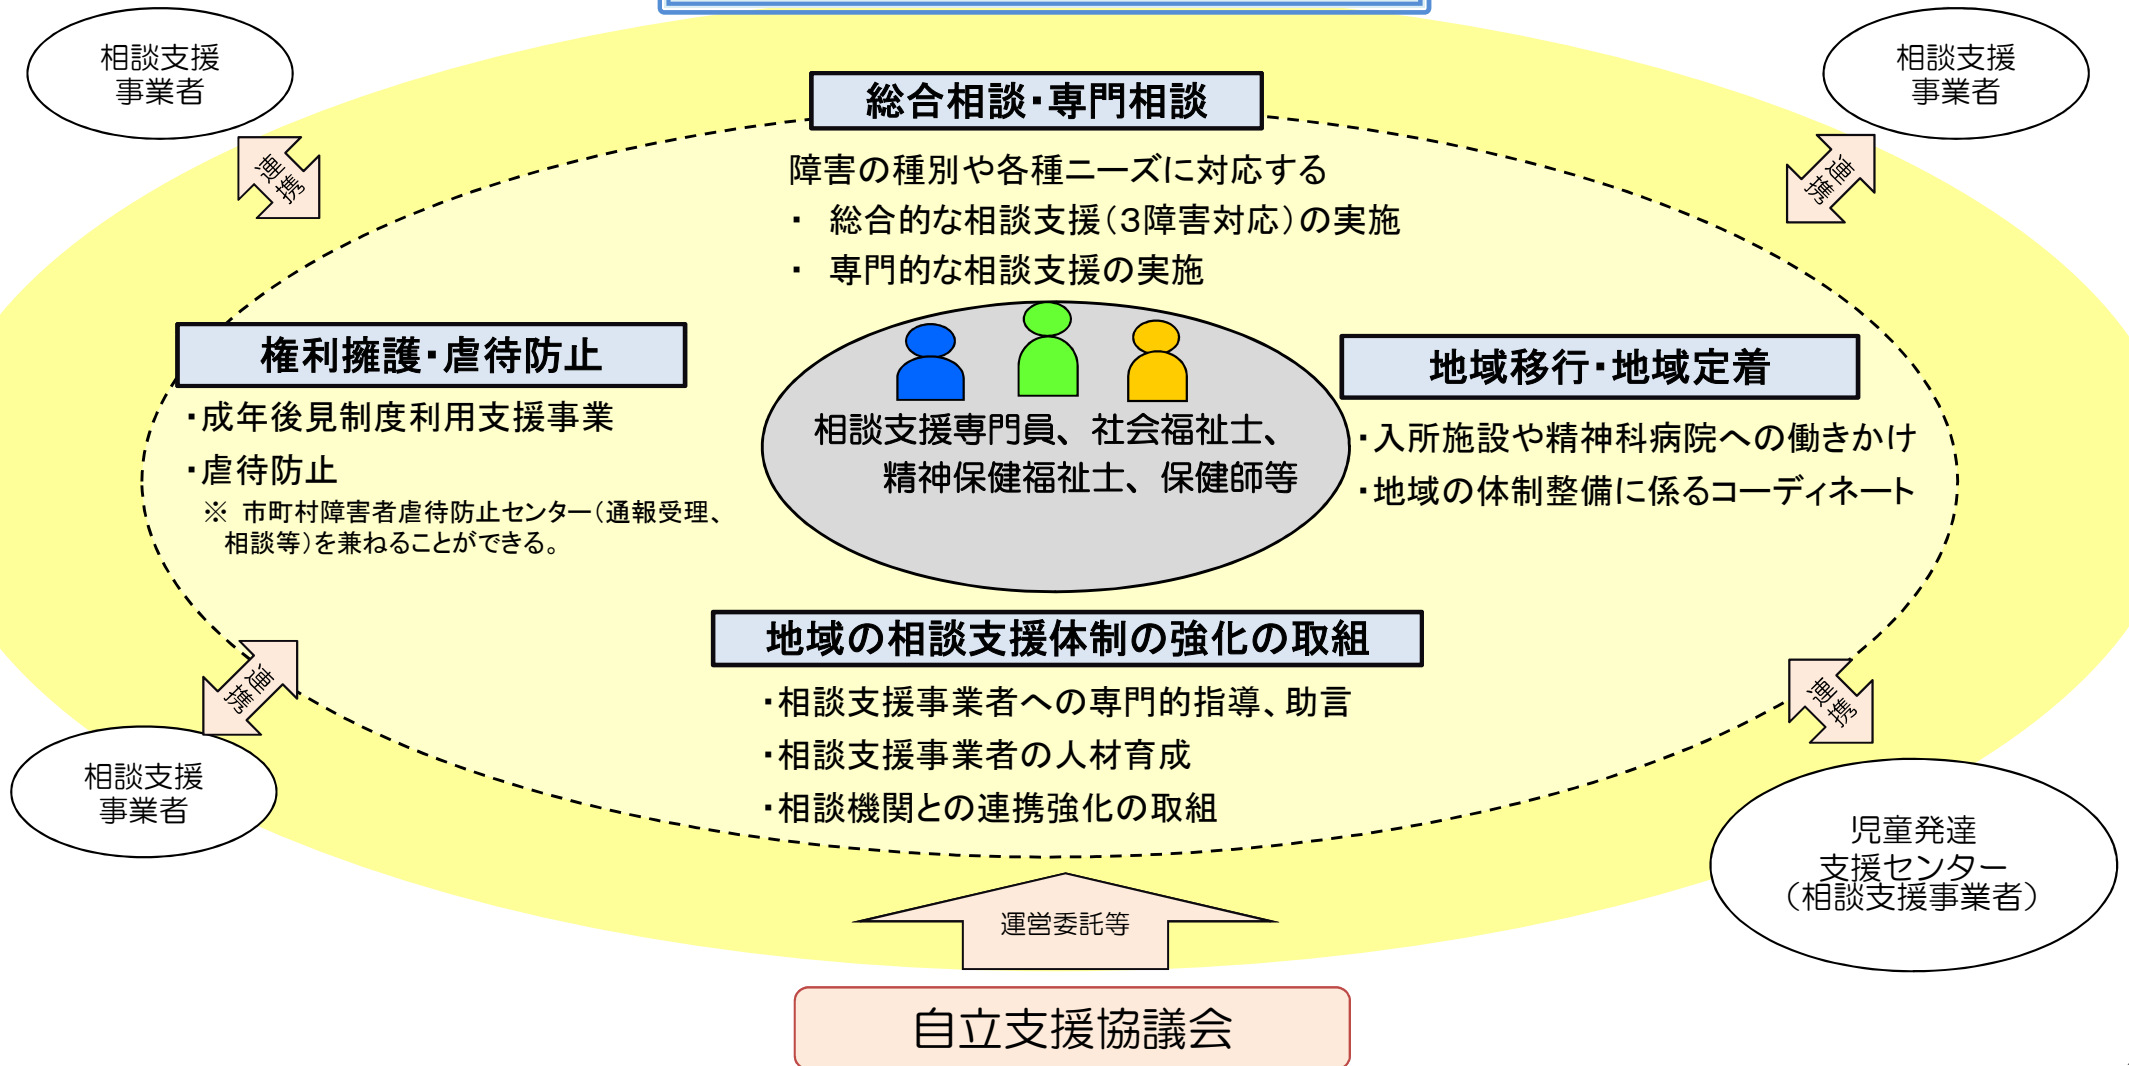 相談支援
事業者
相談支援
事業者
連携
連携
総合相談・専門相談
障害の種別や各種ニーズに対応する
・ 総合的な相談支援（3障害対応）の実施
・ 専門的な相談支援の実施
権利擁護・虐待防止
・成年後見制度利用支援事業
・虐待防止
※ 市町村障害者虐待防止センター（通報受理、
相談等）を兼ねることができる。
相談支援専門員、社会福祉士、
精神保健福祉士、保健師等
地域移行・地域定着
・入所施設や精神科病院への働きかけ
・地域の体制整備に係るコーディネート
地域の相談支援体制の強化の取組
・相談支援事業者への専門的指導、助言
・相談支援事業者の人材育成
・相談機関との連携強化の取組
連携
連携
相談支援
事業者
児童発達
支援センター
（相談支援事業者）
運営委託等
自立支援協議会